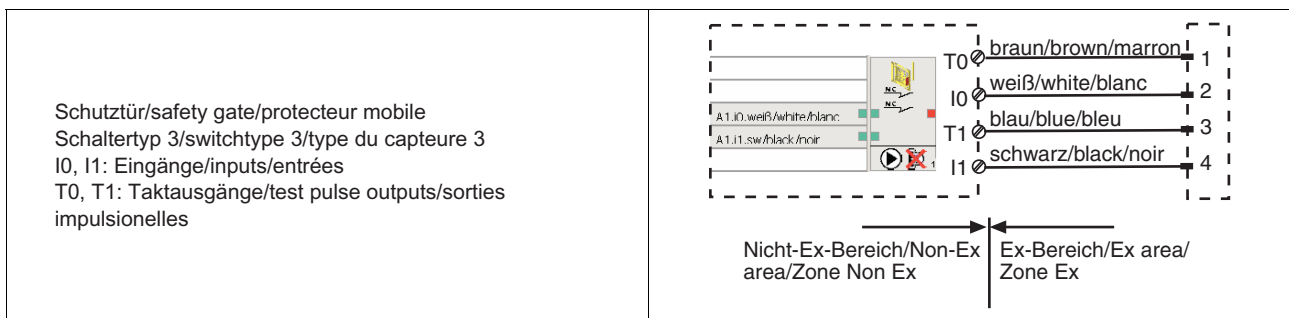 Schutztür/safety gate/protecteur mobile
Schaltertyp 3/switchtype 3/type du capteure 3
I0, I1: Eingänge/inputs/entrées
T0, T1: Taktausgänge/test pulse outputs/sorties
impulsionelles
T0
braun/brown/marron
1
I0
weiß/white/blanc
2
T1
blau/blue/bleu
3
I1
schwarz/black/noir
4
NC
NC
A1.i0.weiß/white/blanc
A1.i1.sw/black/noir
1
Nicht-Ex-Bereich/Non-Ex
area/Zone Non Ex
Ex-Bereich/Ex area/
Zone Ex